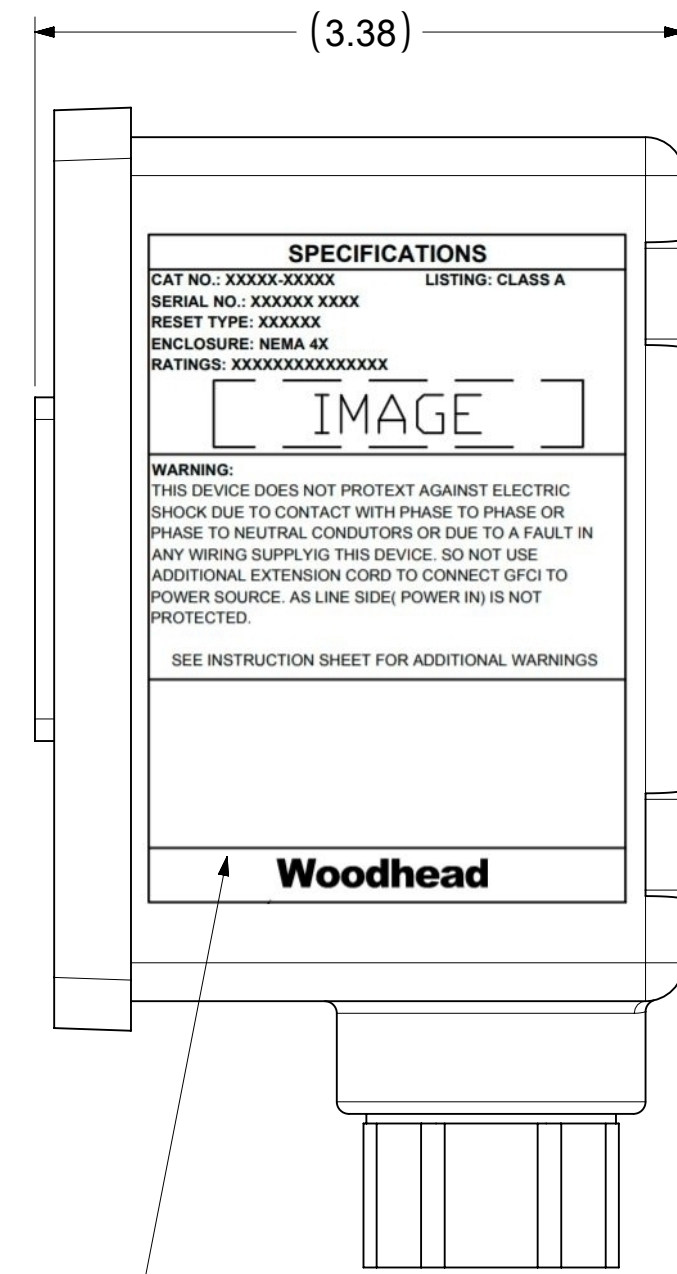 (3.38)
SPECIFICATIONS
CAT NO.: XXXXX-XXXXX LISTING: CLASS A
SERIAL NO.: XXXXXX XXXX
RESET TYPE: XXXXXX
ENCLOSURE: NEMA 4X
RATINGS: XXXXXXXXXXXXXXX
IMAGE
WARNING:
THIS DEVICE DOES NOT PROTEXT AGAINST ELECTRIC
SHOCK DUE TO CONTACT WITH PHASE TO PHASE OR
PHASE TO NEUTRAL CONDUTORS OR DUE TO A FAULT IN
ANY WIRING SUPPLYIG THIS DEVICE. SO NOT USE
ADDITIONAL EXTENSION CORD TO CONNECT GFCI TO
POWER SOURCE. AS LINE SIDE( POWER IN) IS NOT
PROTECTED.
SEE INSTRUCTION SHEET FOR ADDITIONAL WARNINGS
Woodhead